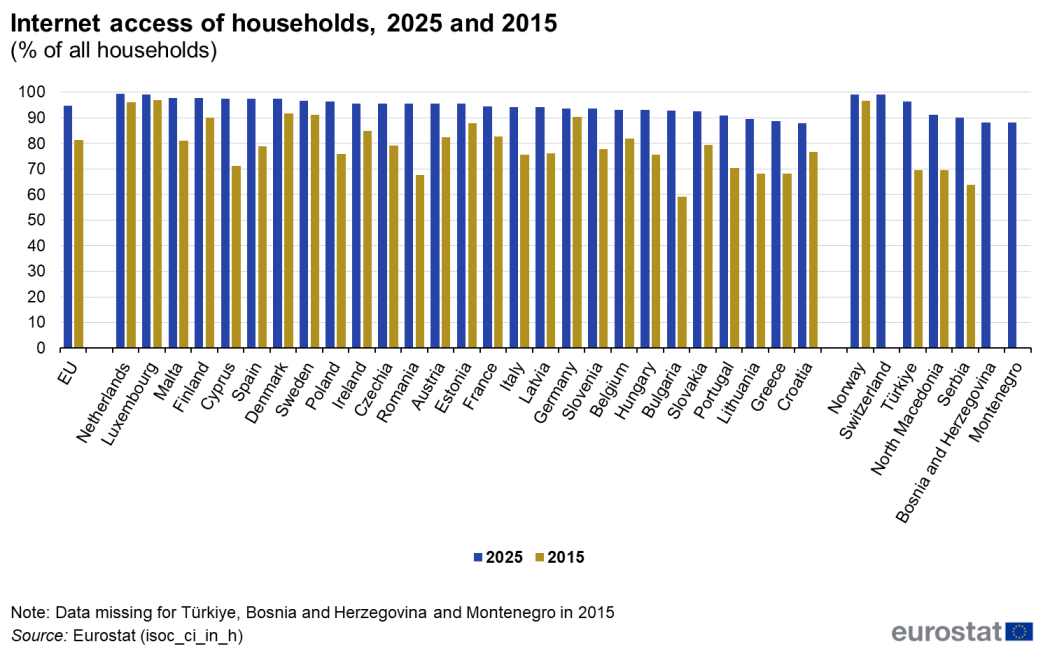 Internet access of households, 2025 and 2015
(% of all households)
100
90
80
70
60
50
40
30
20
10
0
EU
Netherlands
Luxembourg
Malta
Finland
Cyprus
Spain
Denmark
Sweden
Poland
Ireland
Czechia
Romania
Austria
Estonia
France
Italy
Latvia
Germany
Slovenia
Belgium
Hungary
Bulgaria
Slovakia
Portugal
Lithuania
Greece
Croatia
Norway
Switzerland
Türkiye
North Macedonia
Serbia
Bosnia and Herzegovina
Montenegro
2025 2015
Note: Data missing for Türkiye, Bosnia and Herzegovina and Montenegro in 2015
Source: Eurostat (isoc_ci_in_h)
eurostat